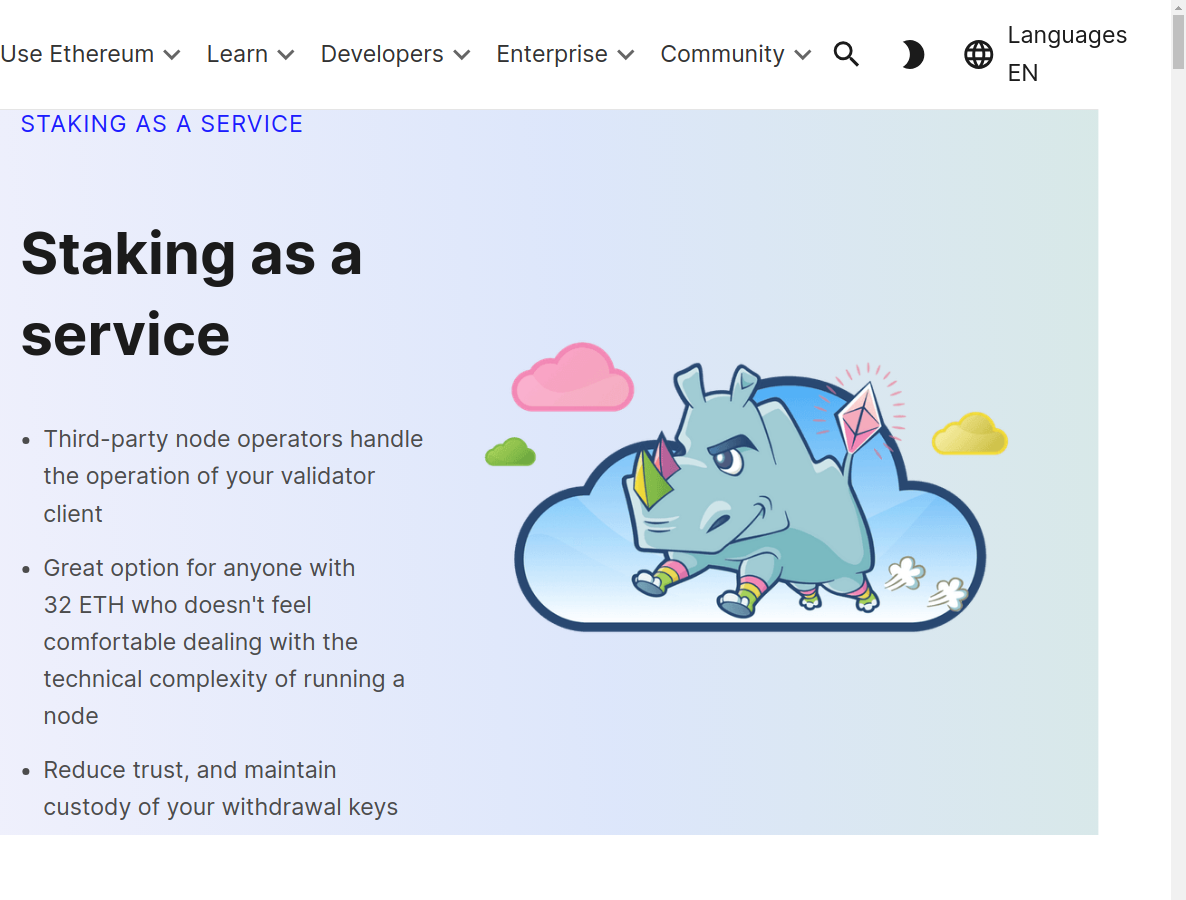 Use Ethereum Learn Developers Enterprise Community Languages EN
STAKING AS A SERVICE
Staking as a
service
Third-party node operators handle
the operation of your validator
client
Great option for anyone with
32 ETH who doesn't feel
comfortable dealing with the
technical complexity of running a
node
Reduce trust, and maintain
custody of your withdrawal keys